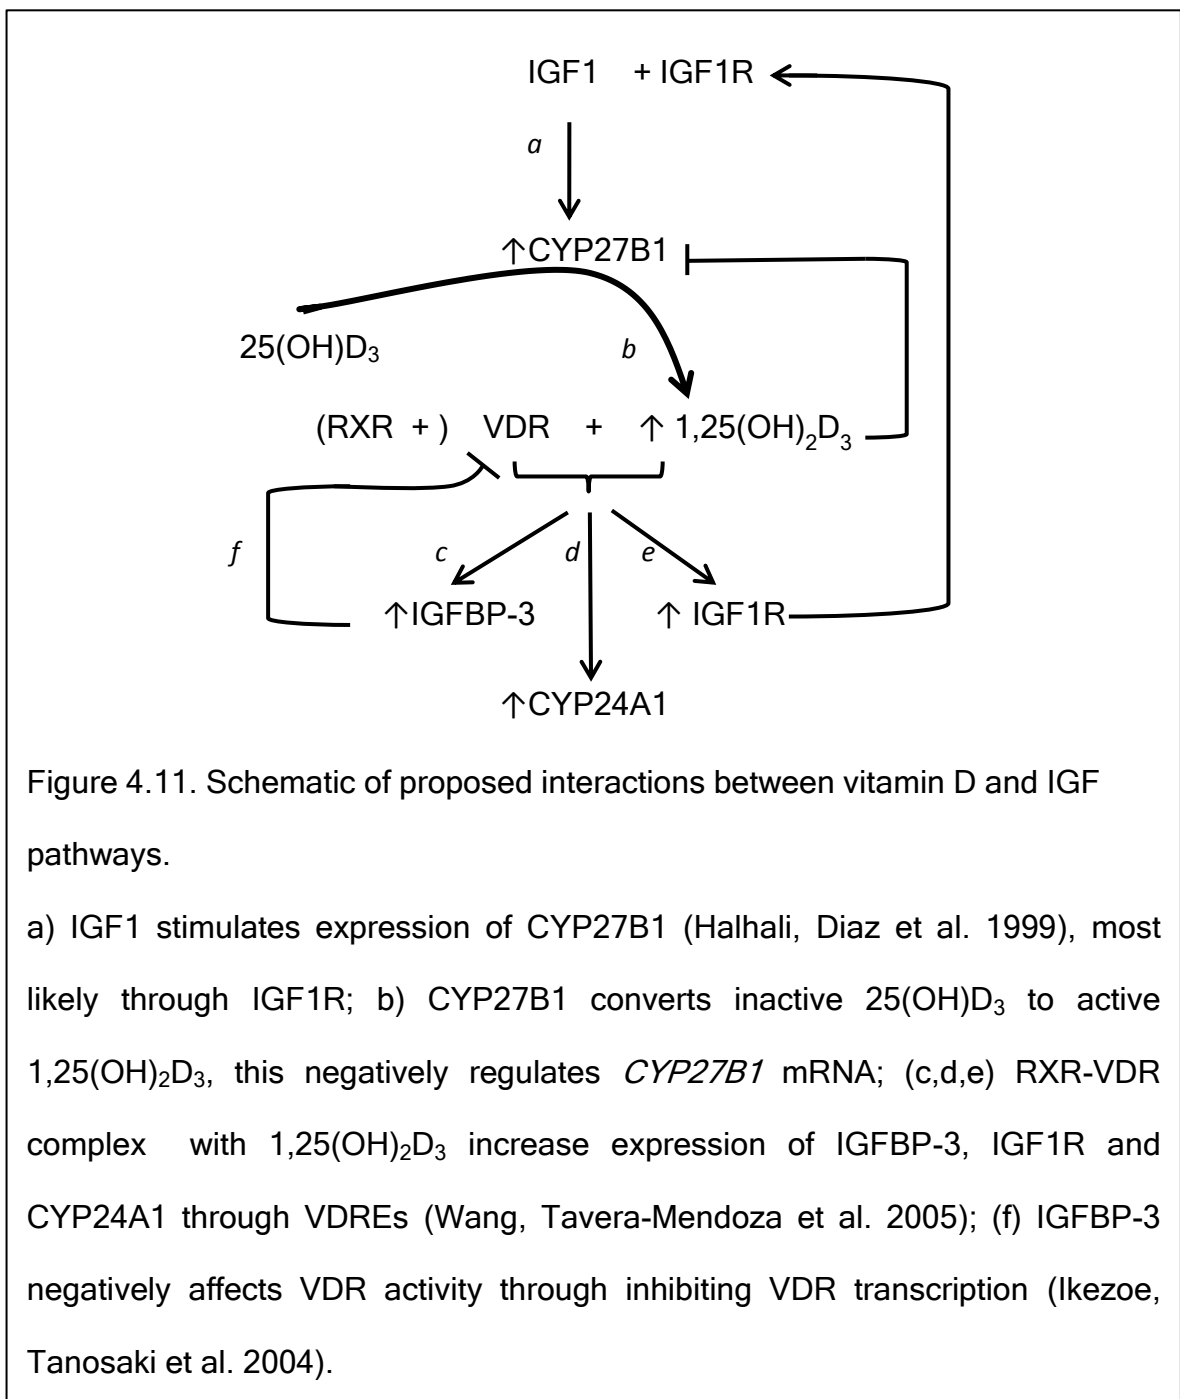 IGF1 + IGF1R
a
↑CYP27B1
25(OH)D₃
b
(RXR + ) VDR + ↑ 1,25(OH)₂D₃
f
c
d
e
↑IGFBP-3
↑ IGF1R
↑CYP24A1
Figure 4.11. Schematic of proposed interactions between vitamin D and IGF
pathways.
a) IGF1 stimulates expression of CYP27B1 (Halhali, Diaz et al. 1999), most
likely through IGF1R; b) CYP27B1 converts inactive 25(OH)D₃ to active
1,25(OH)₂D₃, this negatively regulates CYP27B1 mRNA; (c,d,e) RXR-VDR
complex with 1,25(OH)₂D₃ increase expression of IGFBP-3, IGF1R and
CYP24A1 through VDREs (Wang, Tavera-Mendoza et al. 2005); (f) IGFBP-3
negatively affects VDR activity through inhibiting VDR transcription (Ikezoe,
Tanosaki et al. 2004).